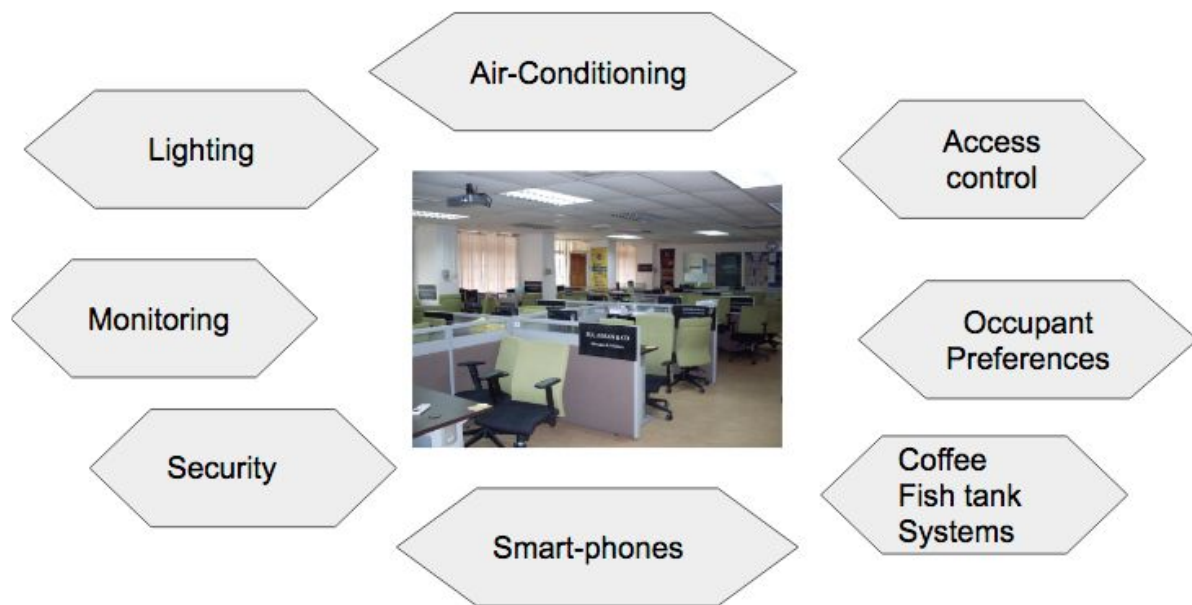 Air-Conditioning
Lighting
Access
control
Monitoring
Occupant
Preferences
Security
Coffee
Fish tank
Systems
Smart-phones